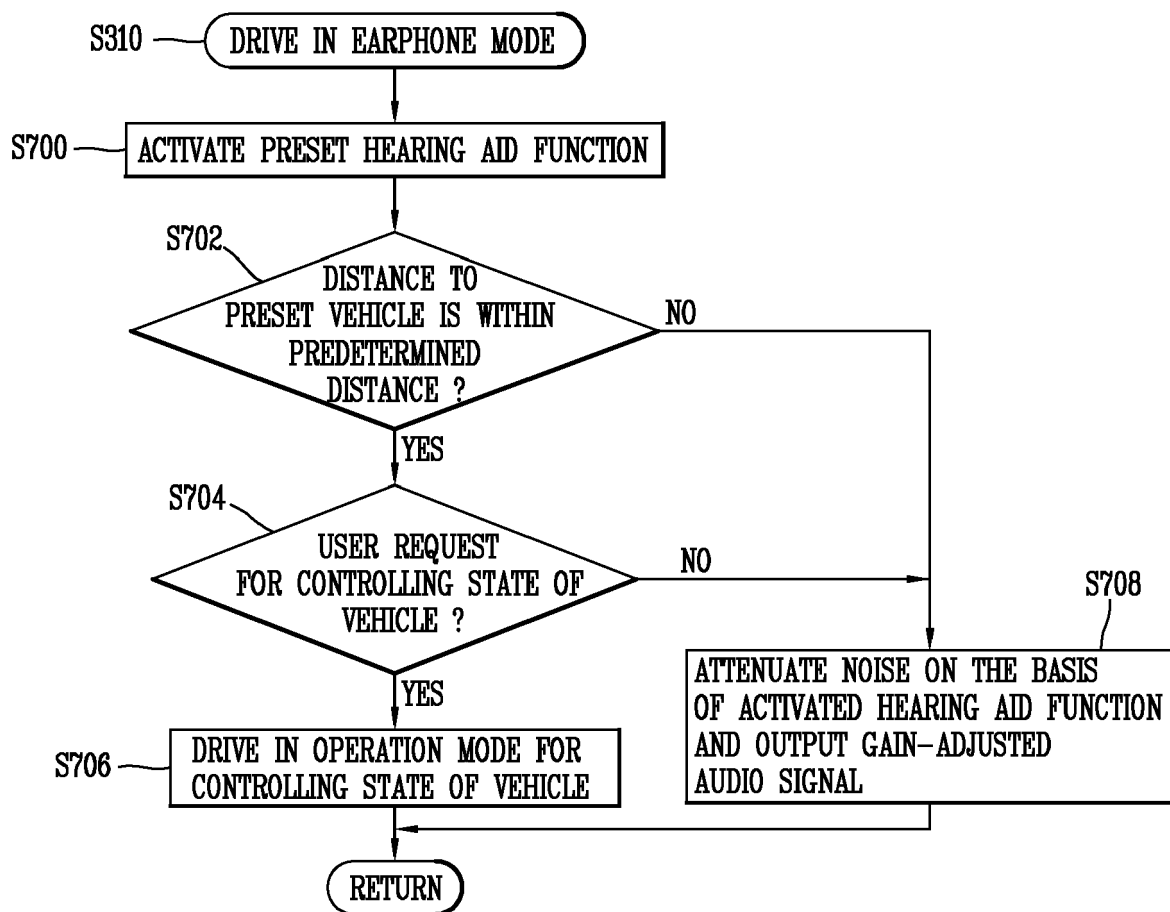 S310
DRIVE IN EARPHONE MODE
S700
ACTIVATE PRESET HEARING AID FUNCTION
S702
DISTANCE TO
PRESET VEHICLE IS WITHIN
PREDETERMINED
DISTANCE ?
NO
YES
S704
USER REQUEST
FOR CONTROLLING STATE OF
VEHICLE ?
NO
YES
S706
DRIVE IN OPERATION MODE FOR
CONTROLLING STATE OF VEHICLE
S708
ATTENUATE NOISE ON THE BASIS
OF ACTIVATED HEARING AID FUNCTION
AND OUTPUT GAIN-ADJUSTED
AUDIO SIGNAL
RETURN